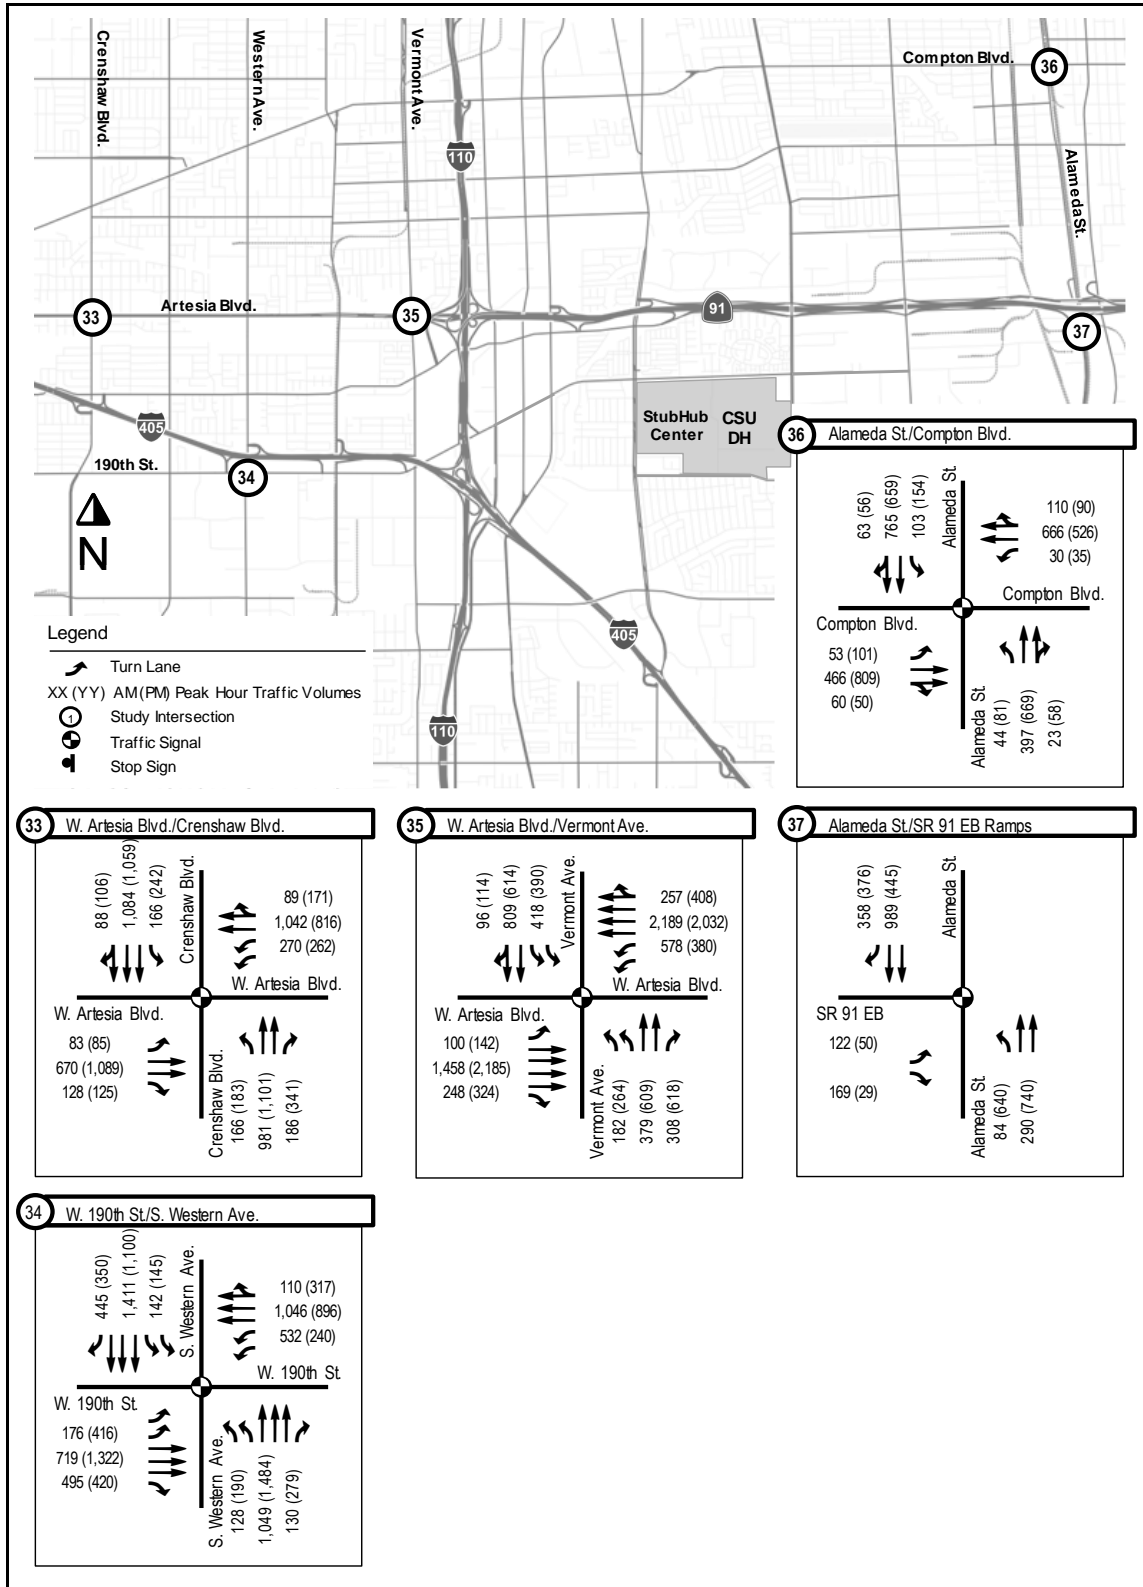 Crenshaw Blvd.
Western Ave.
Vermont Ave.
Compton Blvd.
36
110
Alameda St.
33
Artesia Blvd.
35
91
37
StubHub
Center
CSU
DH
405
190th St.
34
N
405
110
Legend
Turn Lane
XX (YY) AM(PM) Peak Hour Traffic Volumes
1 Study Intersection
Traffic Signal
Stop Sign
36 Alameda St./Compton Blvd.
63 (56)
765 (659)
103 (154)
Alameda St.
110 (90)
666 (526)
30 (35)
Compton Blvd.
Compton Blvd.
53 (101)
466 (809)
60 (50)
Alameda St.
44 (81)
397 (669)
23 (58)
33 W. Artesia Blvd./Crenshaw Blvd.
88 (106)
1,084 (1,059)
166 (242)
Crenshaw Blvd.
89 (171)
1,042 (816)
270 (262)
W. Artesia Blvd.
W. Artesia Blvd.
83 (85)
670 (1,089)
128 (125)
Crenshaw Blvd.
166 (183)
981 (1,101)
186 (341)
35 W. Artesia Blvd./Vermont Ave.
96 (114)
809 (614)
418 (390)
Vermont Ave.
257 (408)
2,189 (2,032)
578 (380)
W. Artesia Blvd.
W. Artesia Blvd.
100 (142)
1,458 (2,185)
248 (324)
Vermont Ave.
182 (264)
379 (609)
308 (618)
37 Alameda St./SR 91 EB Ramps
358 (376)
989 (445)
Alameda St.
SR 91 EB
122 (50)
169 (29)
Alameda St.
84 (640)
290 (740)
34 W. 190th St./S. Western Ave.
445 (350)
1,411 (1,100)
142 (145)
S. Western Ave.
110 (317)
1,046 (896)
532 (240)
W. 190th St.
W. 190th St.
176 (416)
719 (1,322)
495 (420)
S. Western Ave.
128 (190)
1,049 (1,484)
130 (279)